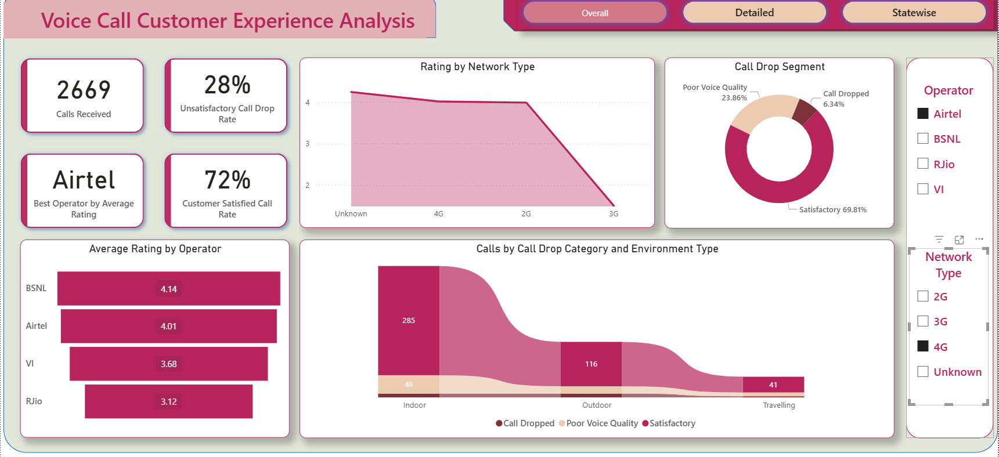 Voice Call Customer Experience Analysis
Overall
Detailed
Statewise
2669
Calls Received
28%
Unsatisfactory Call Drop
Rate
Airtel
Best Operator by Average
Rating
72%
Customer Satisfied Call
Rate
Rating by Network Type
4
3
2
Unknown
4G
2G
3G
Call Drop Segment
Poor Voice Quality
23.86%
Call Dropped
6.34%
Satisfactory 69.81%
Operator
Airtel
BSNL
RJio
VI
Network
Type
2G
3G
4G
Unknown
Average Rating by Operator
BSNL
4.14
Airtel
4.01
VI
3.68
RJio
3.12
Calls by Call Drop Category and Environment Type
285
48
116
41
Indoor
Outdoor
Travelling
Call Dropped
Poor Voice Quality
Satisfactory